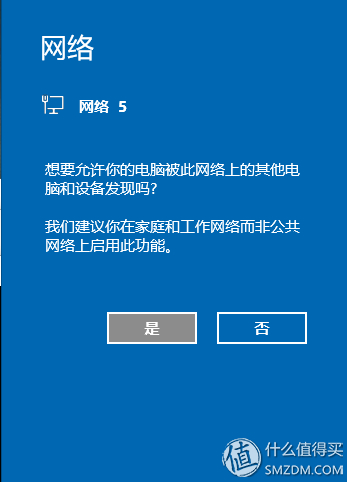 网络
网络 5
想要允许你的电脑被此网络上的其他电
脑和设备发现吗?
我们建议你在家庭和工作网络而非公共
网络上启用此功能。
是 否
值 什么值得买
SMZDM.COM